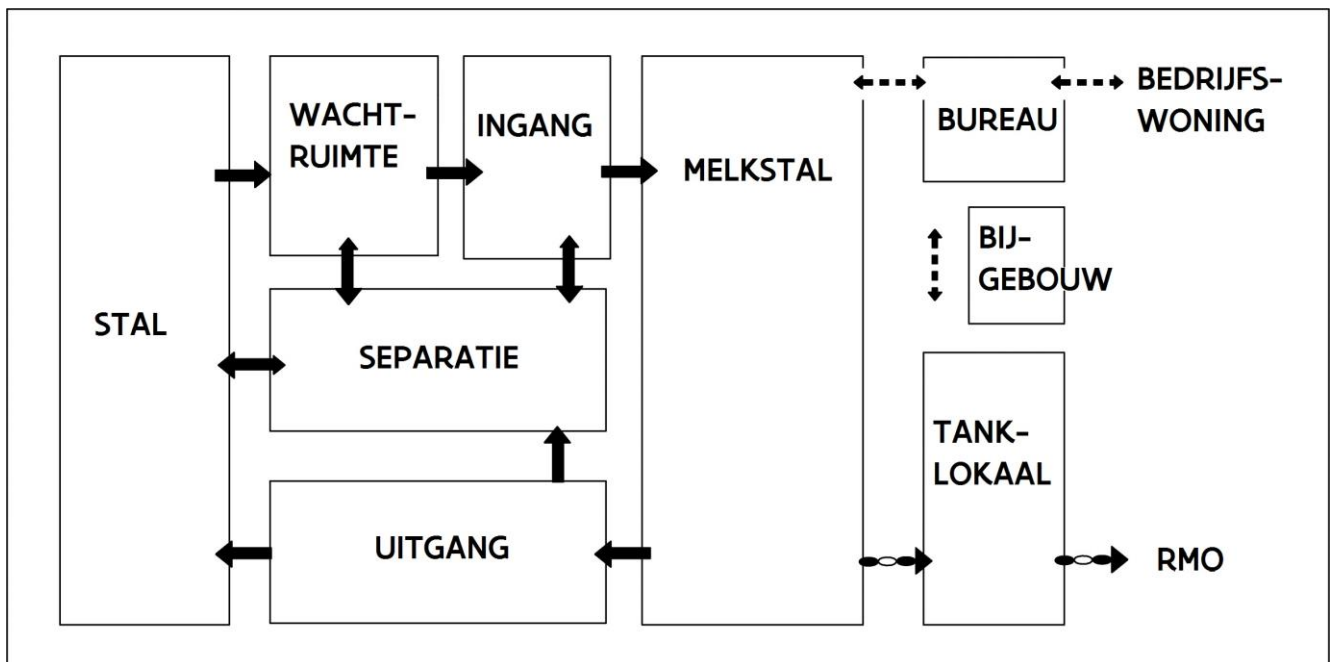 STAL
WACHT-
RUIMTE
INGANG
MELKSTAL
SEPARATIE
UITGANG
BUREAU
BEDRIJFS-
WONING
BIJ-
GEBOUW
TANK-
LOKAAL
RMO